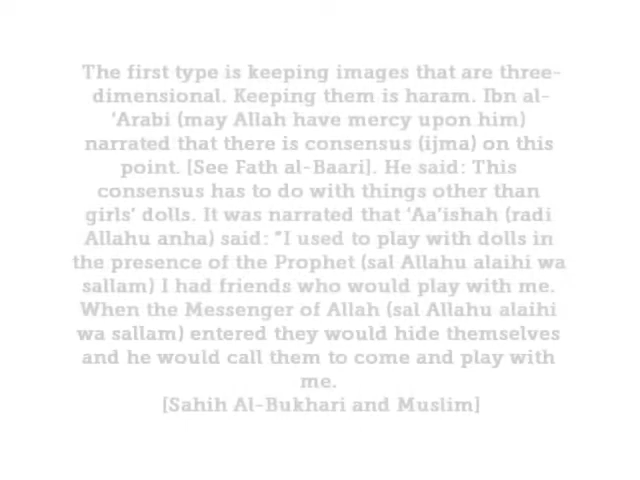 The first type is keeping images that are three-
dimensional. Keeping them is haram. Ibn al-
'Arabi (may Allah have mercy upon him)
narrated that there is consensus (ijma) on this
point. [See Fath al-Baari]. He said: This
consensus has to do with things other than
girls' dolls. It was narrated that 'Aa'ishah (radi
Allahu anha) said: "I used to play with dolls in
the presence of the Prophet (sal Allahu alaihi wa
sallam) I had friends who would play with me.
When the Messenger of Allah (sal Allahu alaihi
wa sallam) entered they would hide themselves
and he would call them to come and play with
me.
[Sahih Al-Bukhari and Muslim]